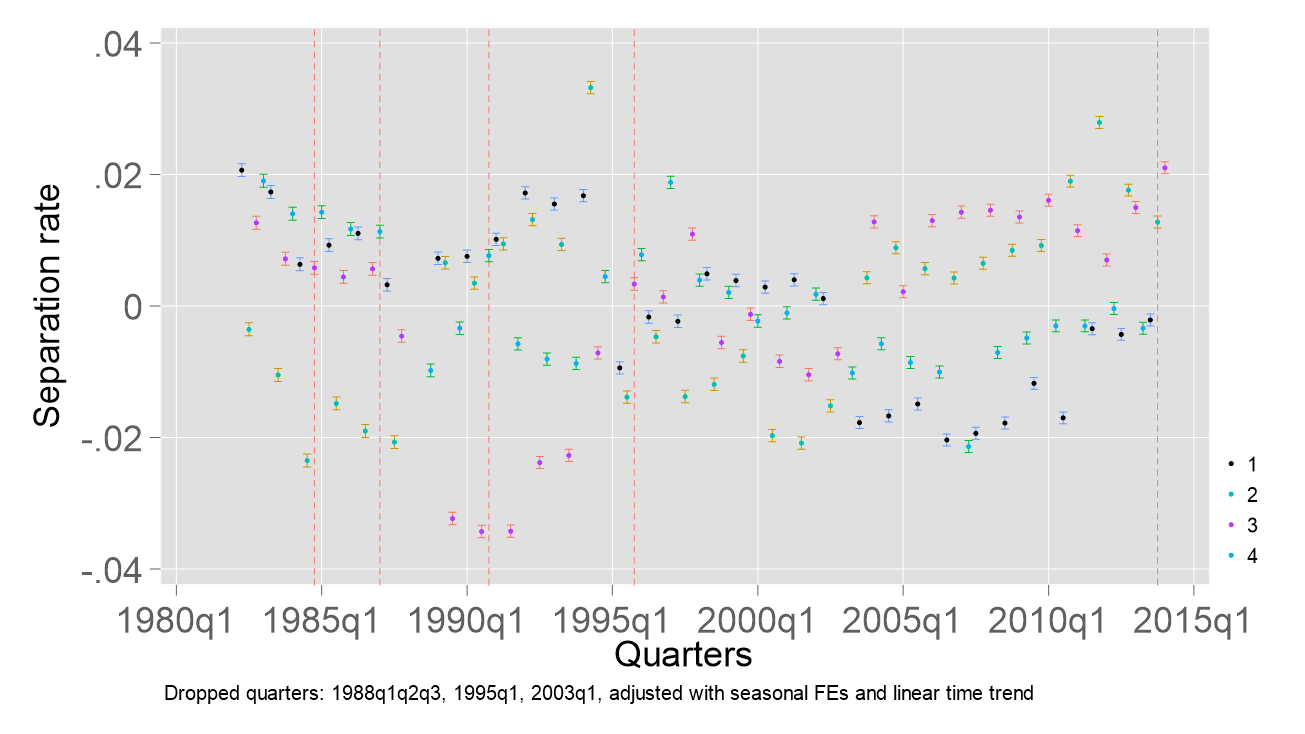 .04
.02
0
-.02
-.04
Separation rate
1980q1 1985q1 1990q1 1995q1 2000q1 2005q1 2010q1 2015q1
Quarters
1
2
3
4
Dropped quarters: 1988q1q2q3, 1995q1, 2003q1, adjusted with seasonal FEs and linear time trend